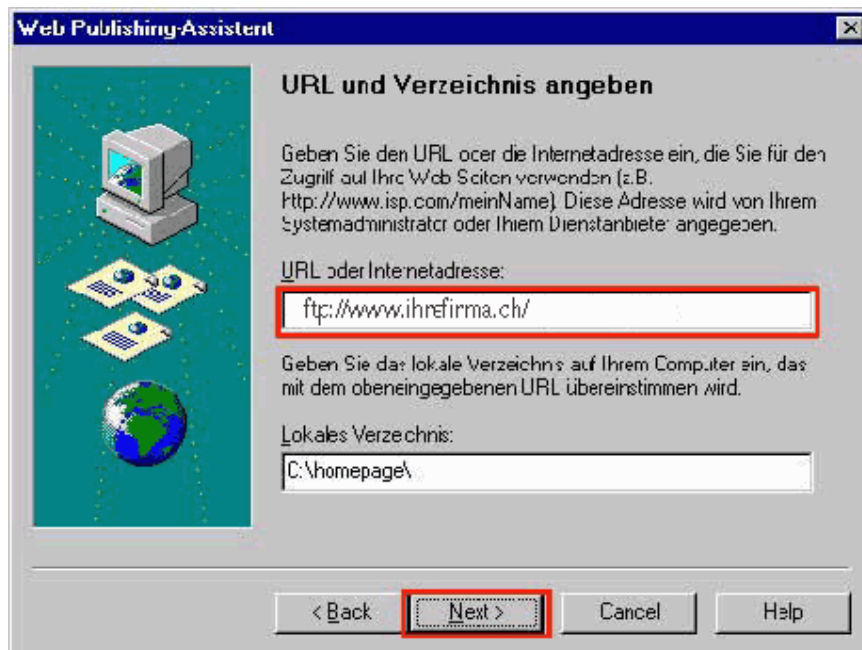 Web Publishing-Assistent
URL und Verzeichnis angeben
Geben Sie den URL oder die Internetadresse ein, die Sie für den
Zugriff auf Ihre Web Seiten verwenden (z.B.
http://www.isp.com/meinName). Diese Adresse wird von Ihrem
Systemadministrator oder Ihrem Dienstanbieter angegeben.
URL oder Internetadresse:
ftp://www.ihrefirma.ch/
Geben Sie das lokale Verzeichnis auf Ihrem Computer ein, das
mit dem obeneingegebenen URL übereinstimmen wird.
Lokales Verzeichnis:
C:\homepage\
< Back Next > Cancel Help